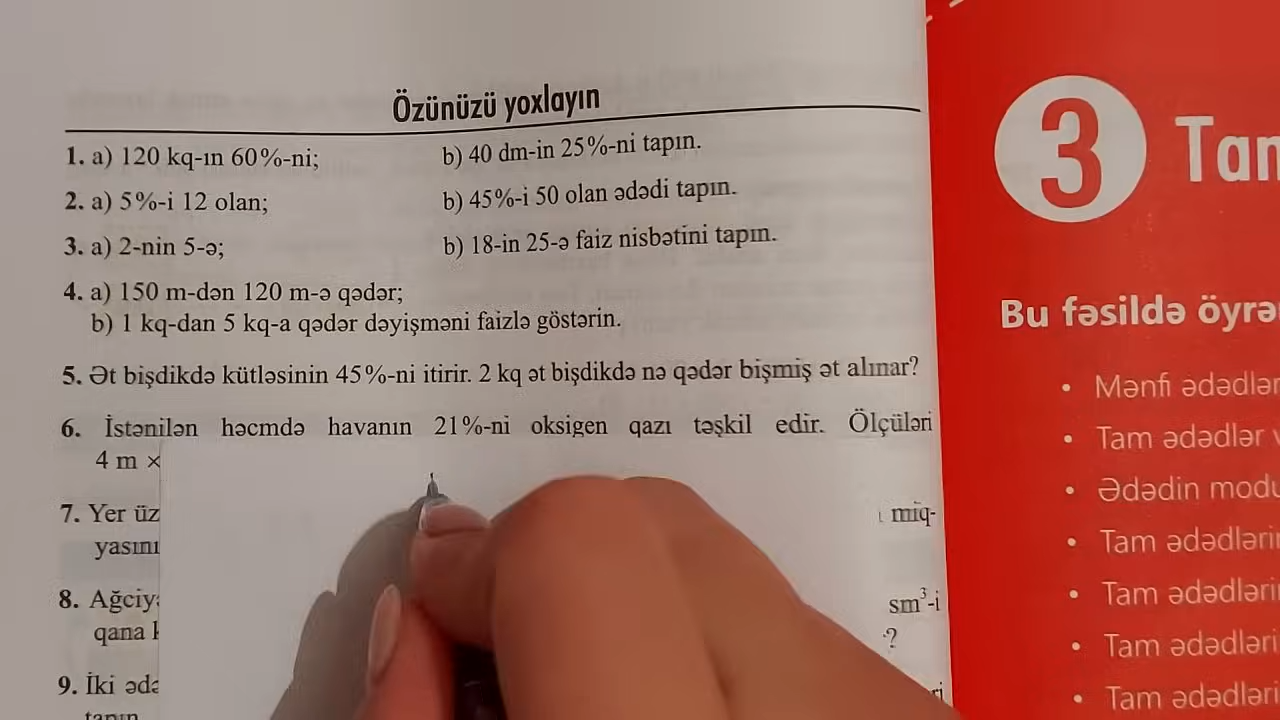 Özünüzü yoxlayın
1. a) 120 kq-ın 60%-ni; b) 40 dm-in 25%-ni tapın.
2. a) 5%-i 12 olan; b) 45%-i 50 olan ədədi tapın.
3. a) 2-nin 5-ə; b) 18-in 25-ə faiz nisbətini tapın.
4. a) 150 m-dən 120 m-ə qədər;
b) 1 kq-dan 5 kq-a qədər dəyişməni faizlə göstərin.
5. Ət bişdikdə kütləsinin 45%-ni itirir. 2 kq ət bişdikdə nə qədər bişmiş ət alınar?
6. İstənilən həcmdə havanın 21%-ni oksigen qazı təşkil edir. Ölçüləri
4 m ×
7. Yer üz miq-
yasını
8. Ağciy sm³-i
qana ?
9. İki əd
tapın
3
Tam
Bu fəsildə öyrə
• Mənfi ədədlər
• Tam ədədlər v
• Ədədin modu
• Tam ədədləri
• Tam ədədləri
• Tam ədədləri
• Tam ədədləri